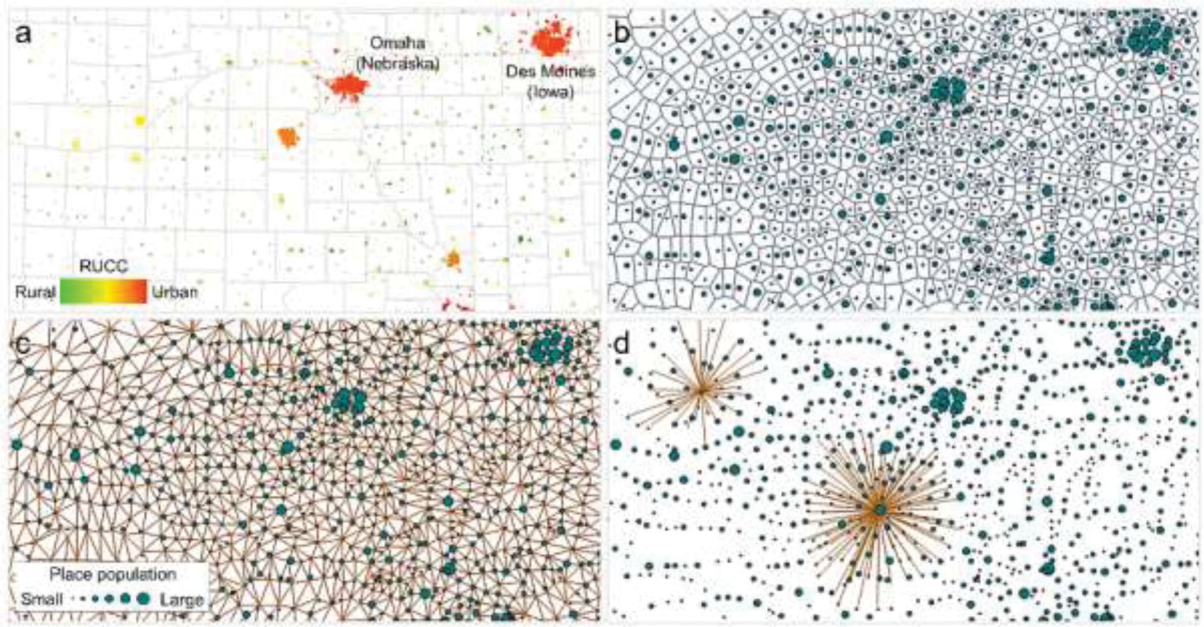 a
Omaha
(Nebraska)
Des Moines
(Iowa)
RUCC
Rural Urban
b
c
Place population
Small Large
d